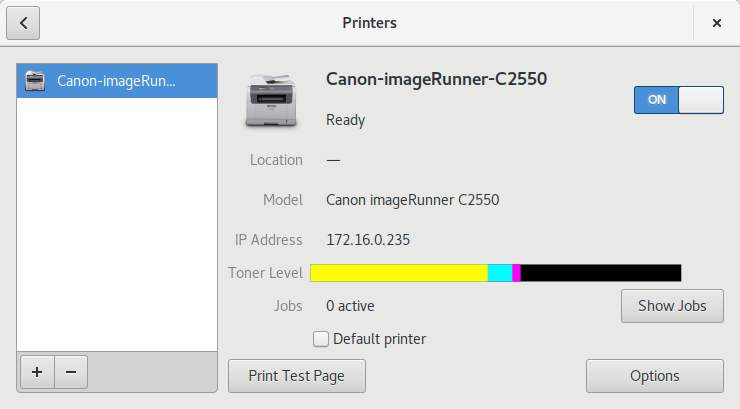 Printers
Canon-imageRun...
Canon-imageRunner-C2550
ON
Ready
Location —
Model Canon imageRunner C2550
IP Address 172.16.0.235
Toner Level
Jobs 0 active Show Jobs
Default printer
+ − Print Test Page Options